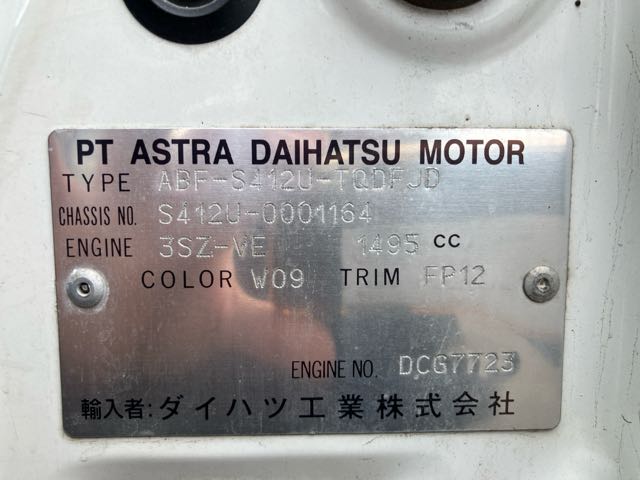 PT ASTRA DAIHATSU MOTOR
TYPE ABF-S412U-TQDFJD
CHASSIS NO. S412U-0001164
ENGINE 3SZ-VE 1495 cc
COLOR W09 TRIM FP12
ENGINE NO. DCG7723
輸入者:ダイハツ工業株式会社